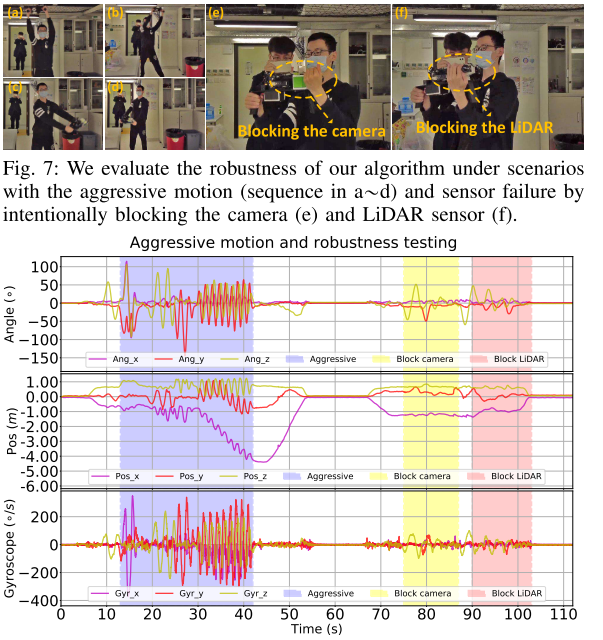 (a)
(b)
(c)
(d)
(e)
(f)
Blocking the camera
Blocking the LiDAR
Fig. 7: We evaluate the robustness of our algorithm under scenarios
with the aggressive motion (sequence in a~d) and sensor failure by
intentionally blocking the camera (e) and LiDAR sensor (f).
Aggressive motion and robustness testing
Angle (°)
100
50
0
−50
−100
−150
Ang_x Ang_y Ang_z Aggressive Block camera Block LiDAR
Pos (m)
1.00
0.00
-1.00
-2.00
-3.00
-4.00
-5.00
-6.00
Pos_x Pos_y Pos_z Aggressive Block camera Block LiDAR
Gyroscope (°/s)
200
0
−200
−400
Gyr_x Gyr_y Gyr_z Aggressive Block camera Block LiDAR
0 10 20 30 40 50 60 70 80 90 100 110
Time (s)